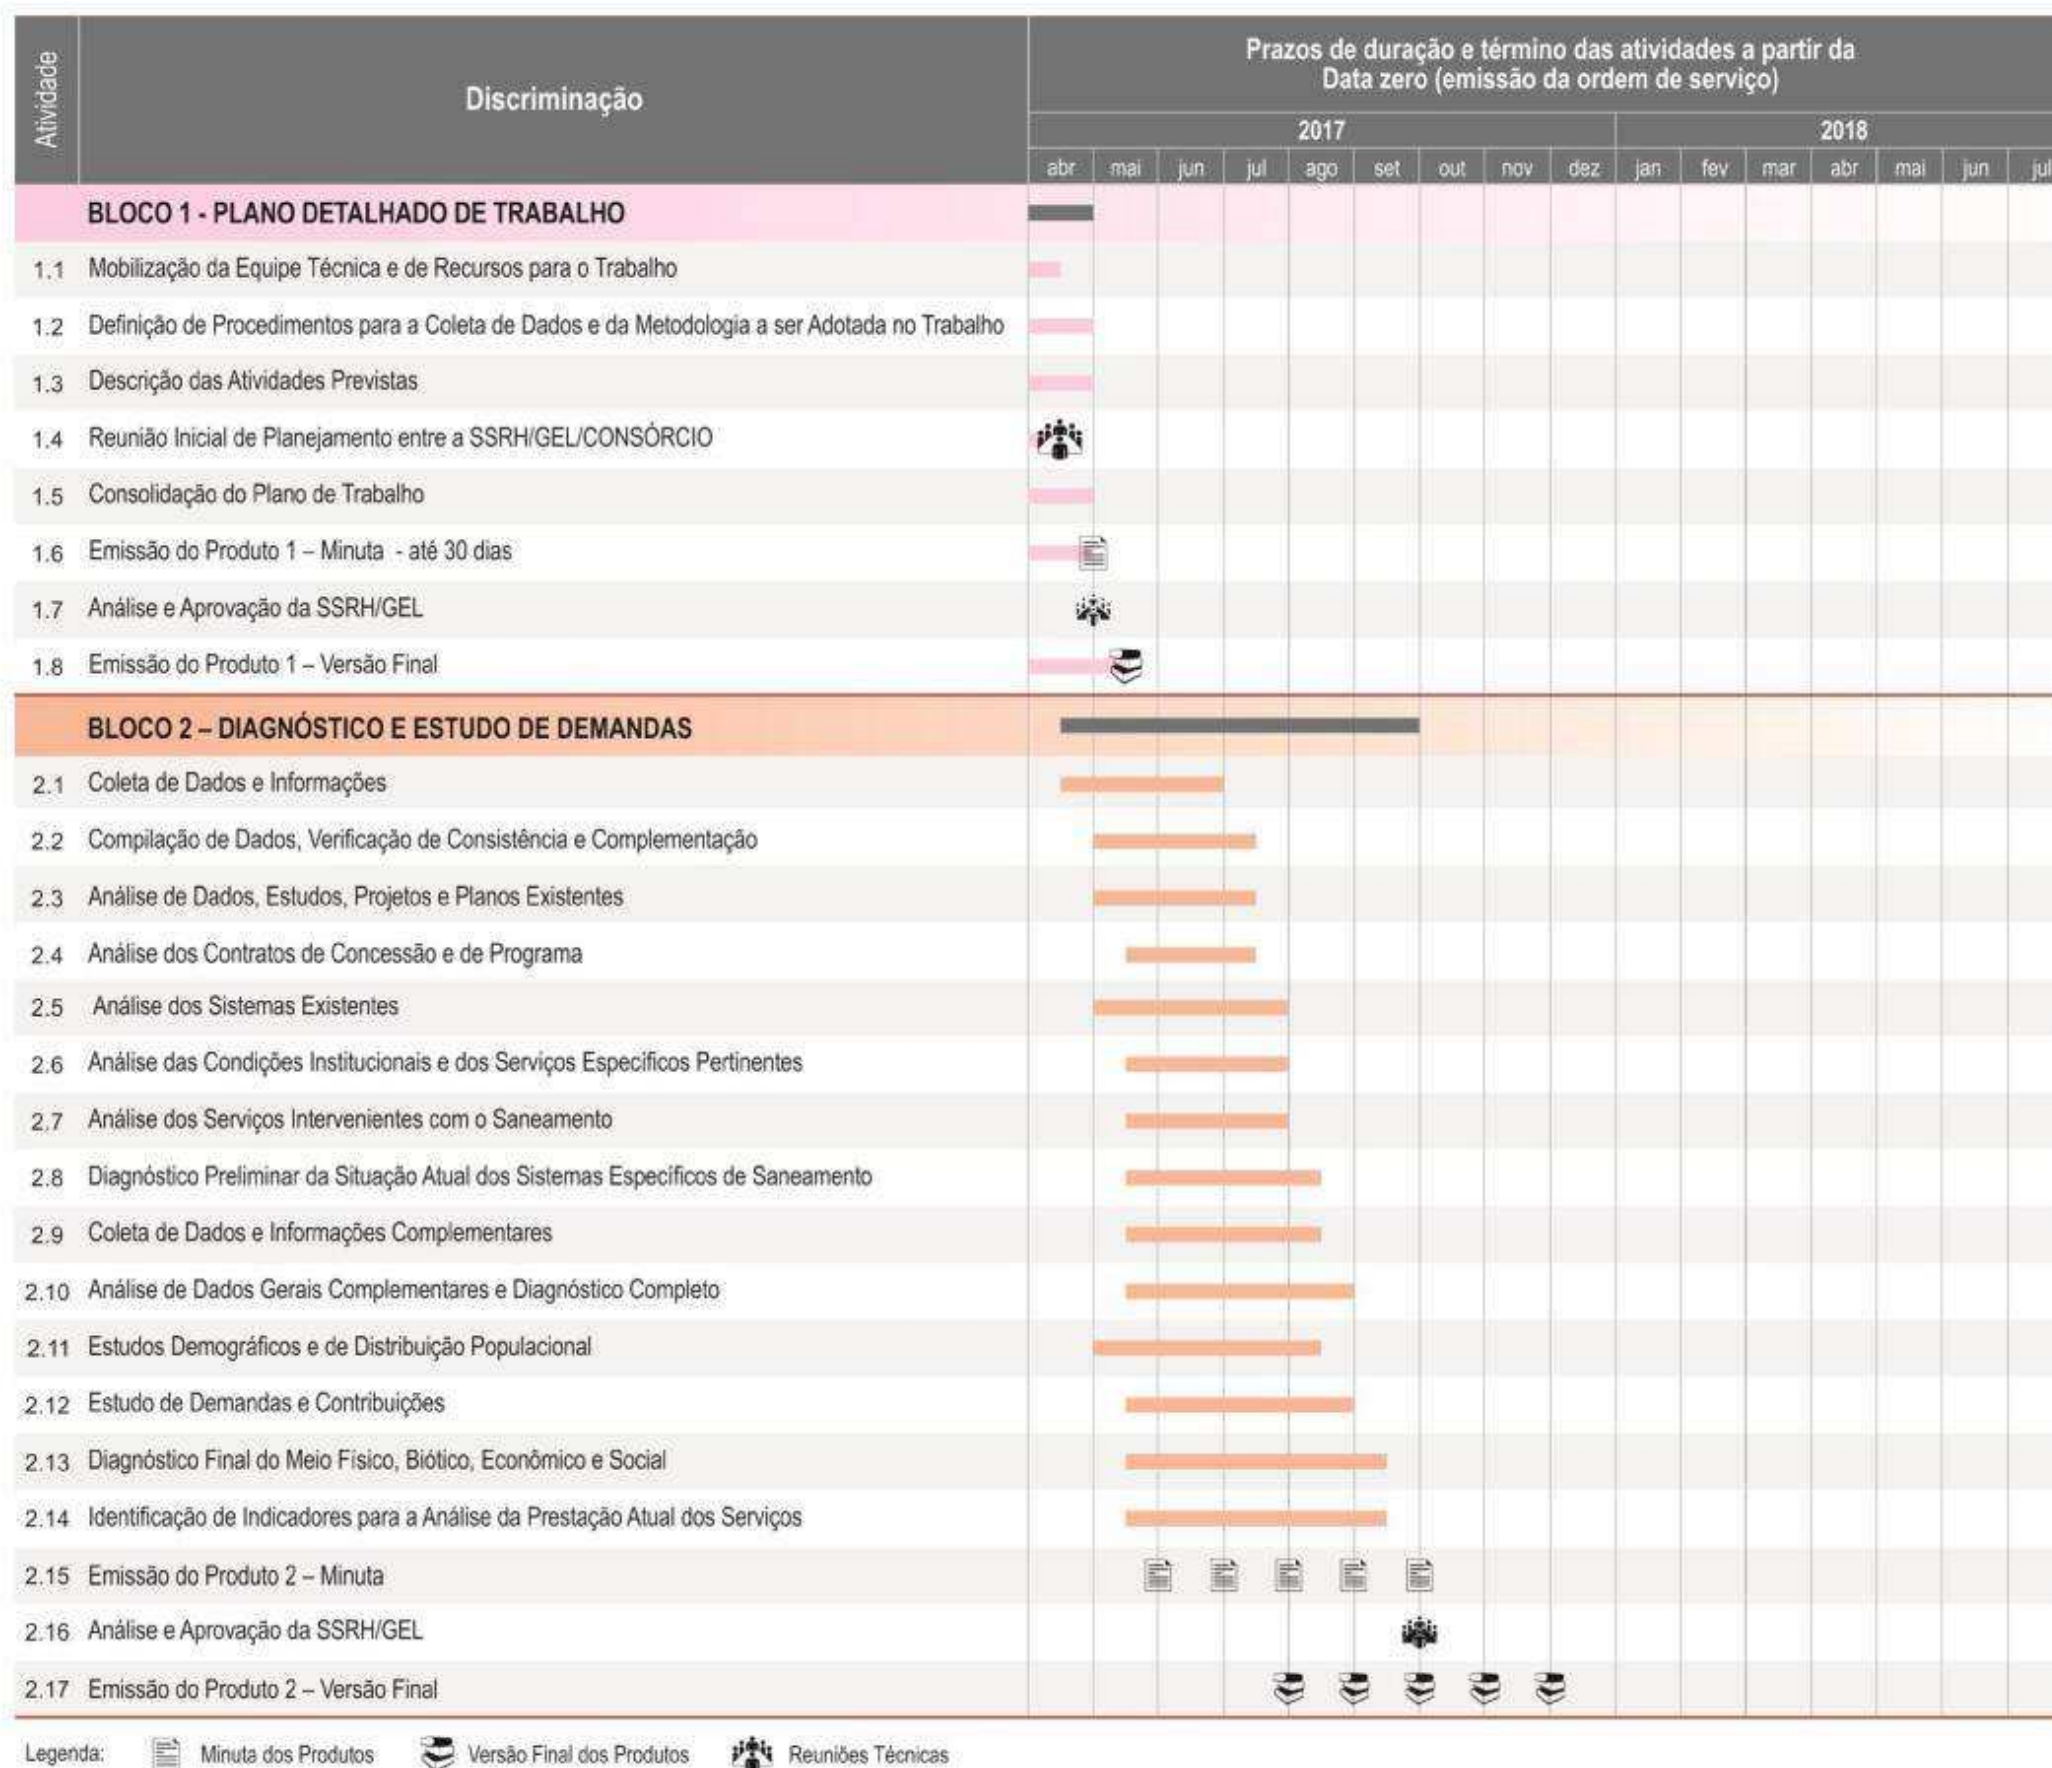 Atividade
Discriminação
Prazos de duração e término das atividades a partir da
Data zero (emissão da ordem de serviço)
2017 2018
abr mai jun jul ago set out nov dez jan fev mar abr mai jun jul
BLOCO 1 - PLANO DETALHADO DE TRABALHO
1.1 Mobilização da Equipe Técnica e de Recursos para o Trabalho
1.2 Definição de Procedimentos para a Coleta de Dados e da Metodologia a ser Adotada no Trabalho
1.3 Descrição das Atividades Previstas
1.4 Reunião Inicial de Planejamento entre a SSRH/GEL/CONSÓRCIO
1.5 Consolidação do Plano de Trabalho
1.6 Emissão do Produto 1 – Minuta - até 30 dias
1.7 Análise e Aprovação da SSRH/GEL
1.8 Emissão do Produto 1 – Versão Final
BLOCO 2 – DIAGNÓSTICO E ESTUDO DE DEMANDAS
2.1 Coleta de Dados e Informações
2.2 Compilação de Dados, Verificação de Consistência e Complementação
2.3 Análise de Dados, Estudos, Projetos e Planos Existentes
2.4 Análise dos Contratos de Concessão e de Programa
2.5 Análise dos Sistemas Existentes
2.6 Análise das Condições Institucionais e dos Serviços Específicos Pertinentes
2.7 Análise dos Serviços Intervenientes com o Saneamento
2.8 Diagnóstico Preliminar da Situação Atual dos Sistemas Específicos de Saneamento
2.9 Coleta de Dados e Informações Complementares
2.10 Análise de Dados Gerais Complementares e Diagnóstico Completo
2.11 Estudos Demográficos e de Distribuição Populacional
2.12 Estudo de Demandas e Contribuições
2.13 Diagnóstico Final do Meio Físico, Biótico, Econômico e Social
2.14 Identificação de Indicadores para a Análise da Prestação Atual dos Serviços
2.15 Emissão do Produto 2 – Minuta
2.16 Análise e Aprovação da SSRH/GEL
2.17 Emissão do Produto 2 – Versão Final
Legenda: Minuta dos Produtos Versão Final dos Produtos Reuniões Técnicas